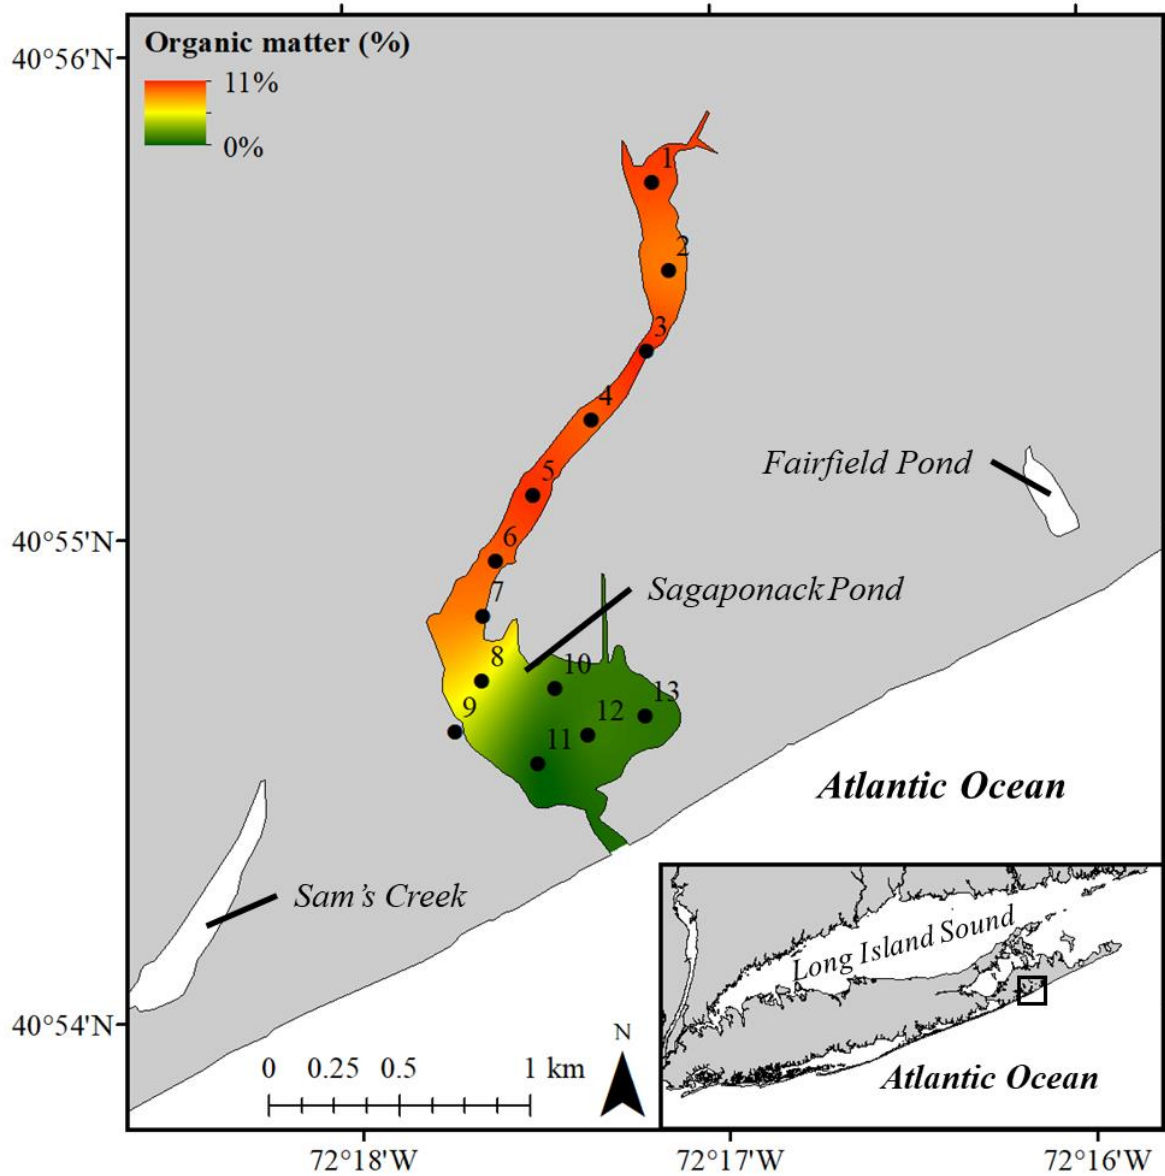 Organic matter (%)
11%
0%
40°56'N
1
2
3
4
5
Fairfield Pond
40°55'N
6
Sagaponack Pond
7
8
10
13
9
12
11
Atlantic Ocean
Sam's Creek
Long Island Sound
40°54'N
N
0 0.25 0.5 1 km
Atlantic Ocean
72°18'W 72°17'W 72°16'W